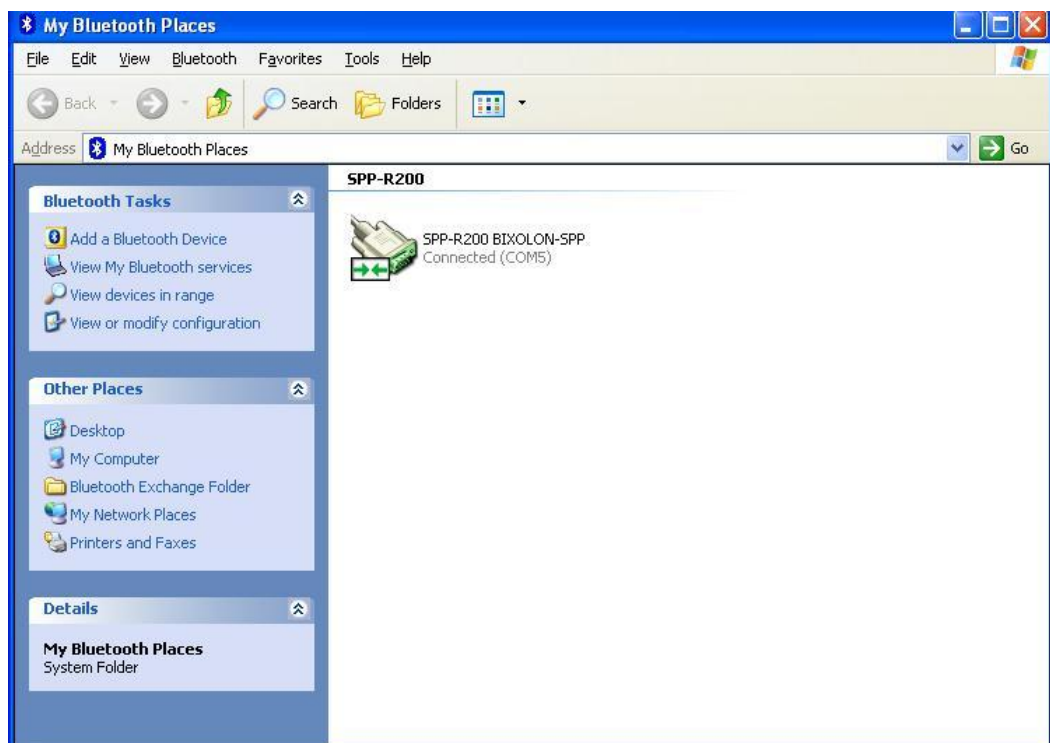 My Bluetooth Places
File Edit View Bluetooth Favorites Tools Help
Back Search Folders
Address My Bluetooth Places Go
Bluetooth Tasks
Add a Bluetooth Device
View My Bluetooth services
View devices in range
View or modify configuration
Other Places
Desktop
My Computer
Bluetooth Exchange Folder
My Network Places
Printers and Faxes
Details
My Bluetooth Places
System Folder
SPP-R200
SPP-R200 BIXOLON-SPP
Connected (COM5)